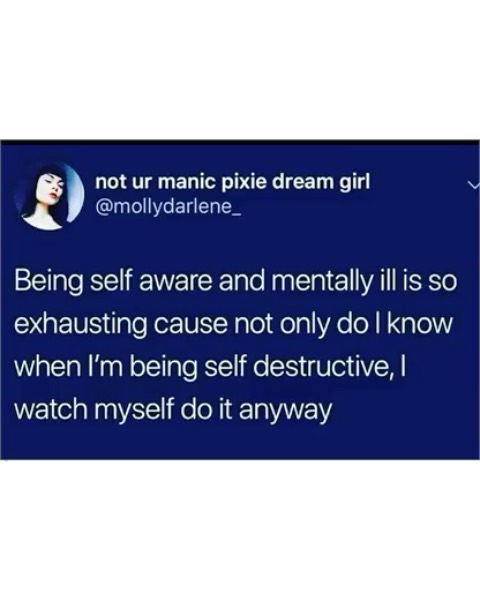 not ur manic pixie dream girl
@mollydarlene_
Being self aware and mentally ill is so
exhausting cause not only do I know
when I'm being self destructive, I
watch myself do it anyway